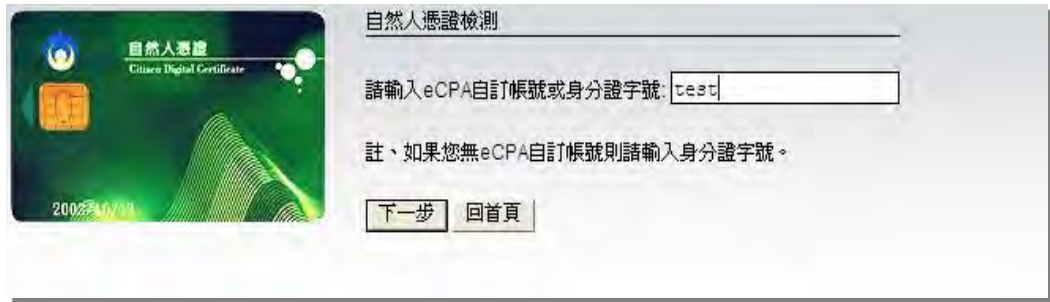 自然人憑證
Citizen Digital Certificate
自然人憑證檢測
請輸入eCPA自訂帳號或身分證字號: test
註、如果您無eCPA自訂帳號則請輸入身分證字號。
下一步 回首頁